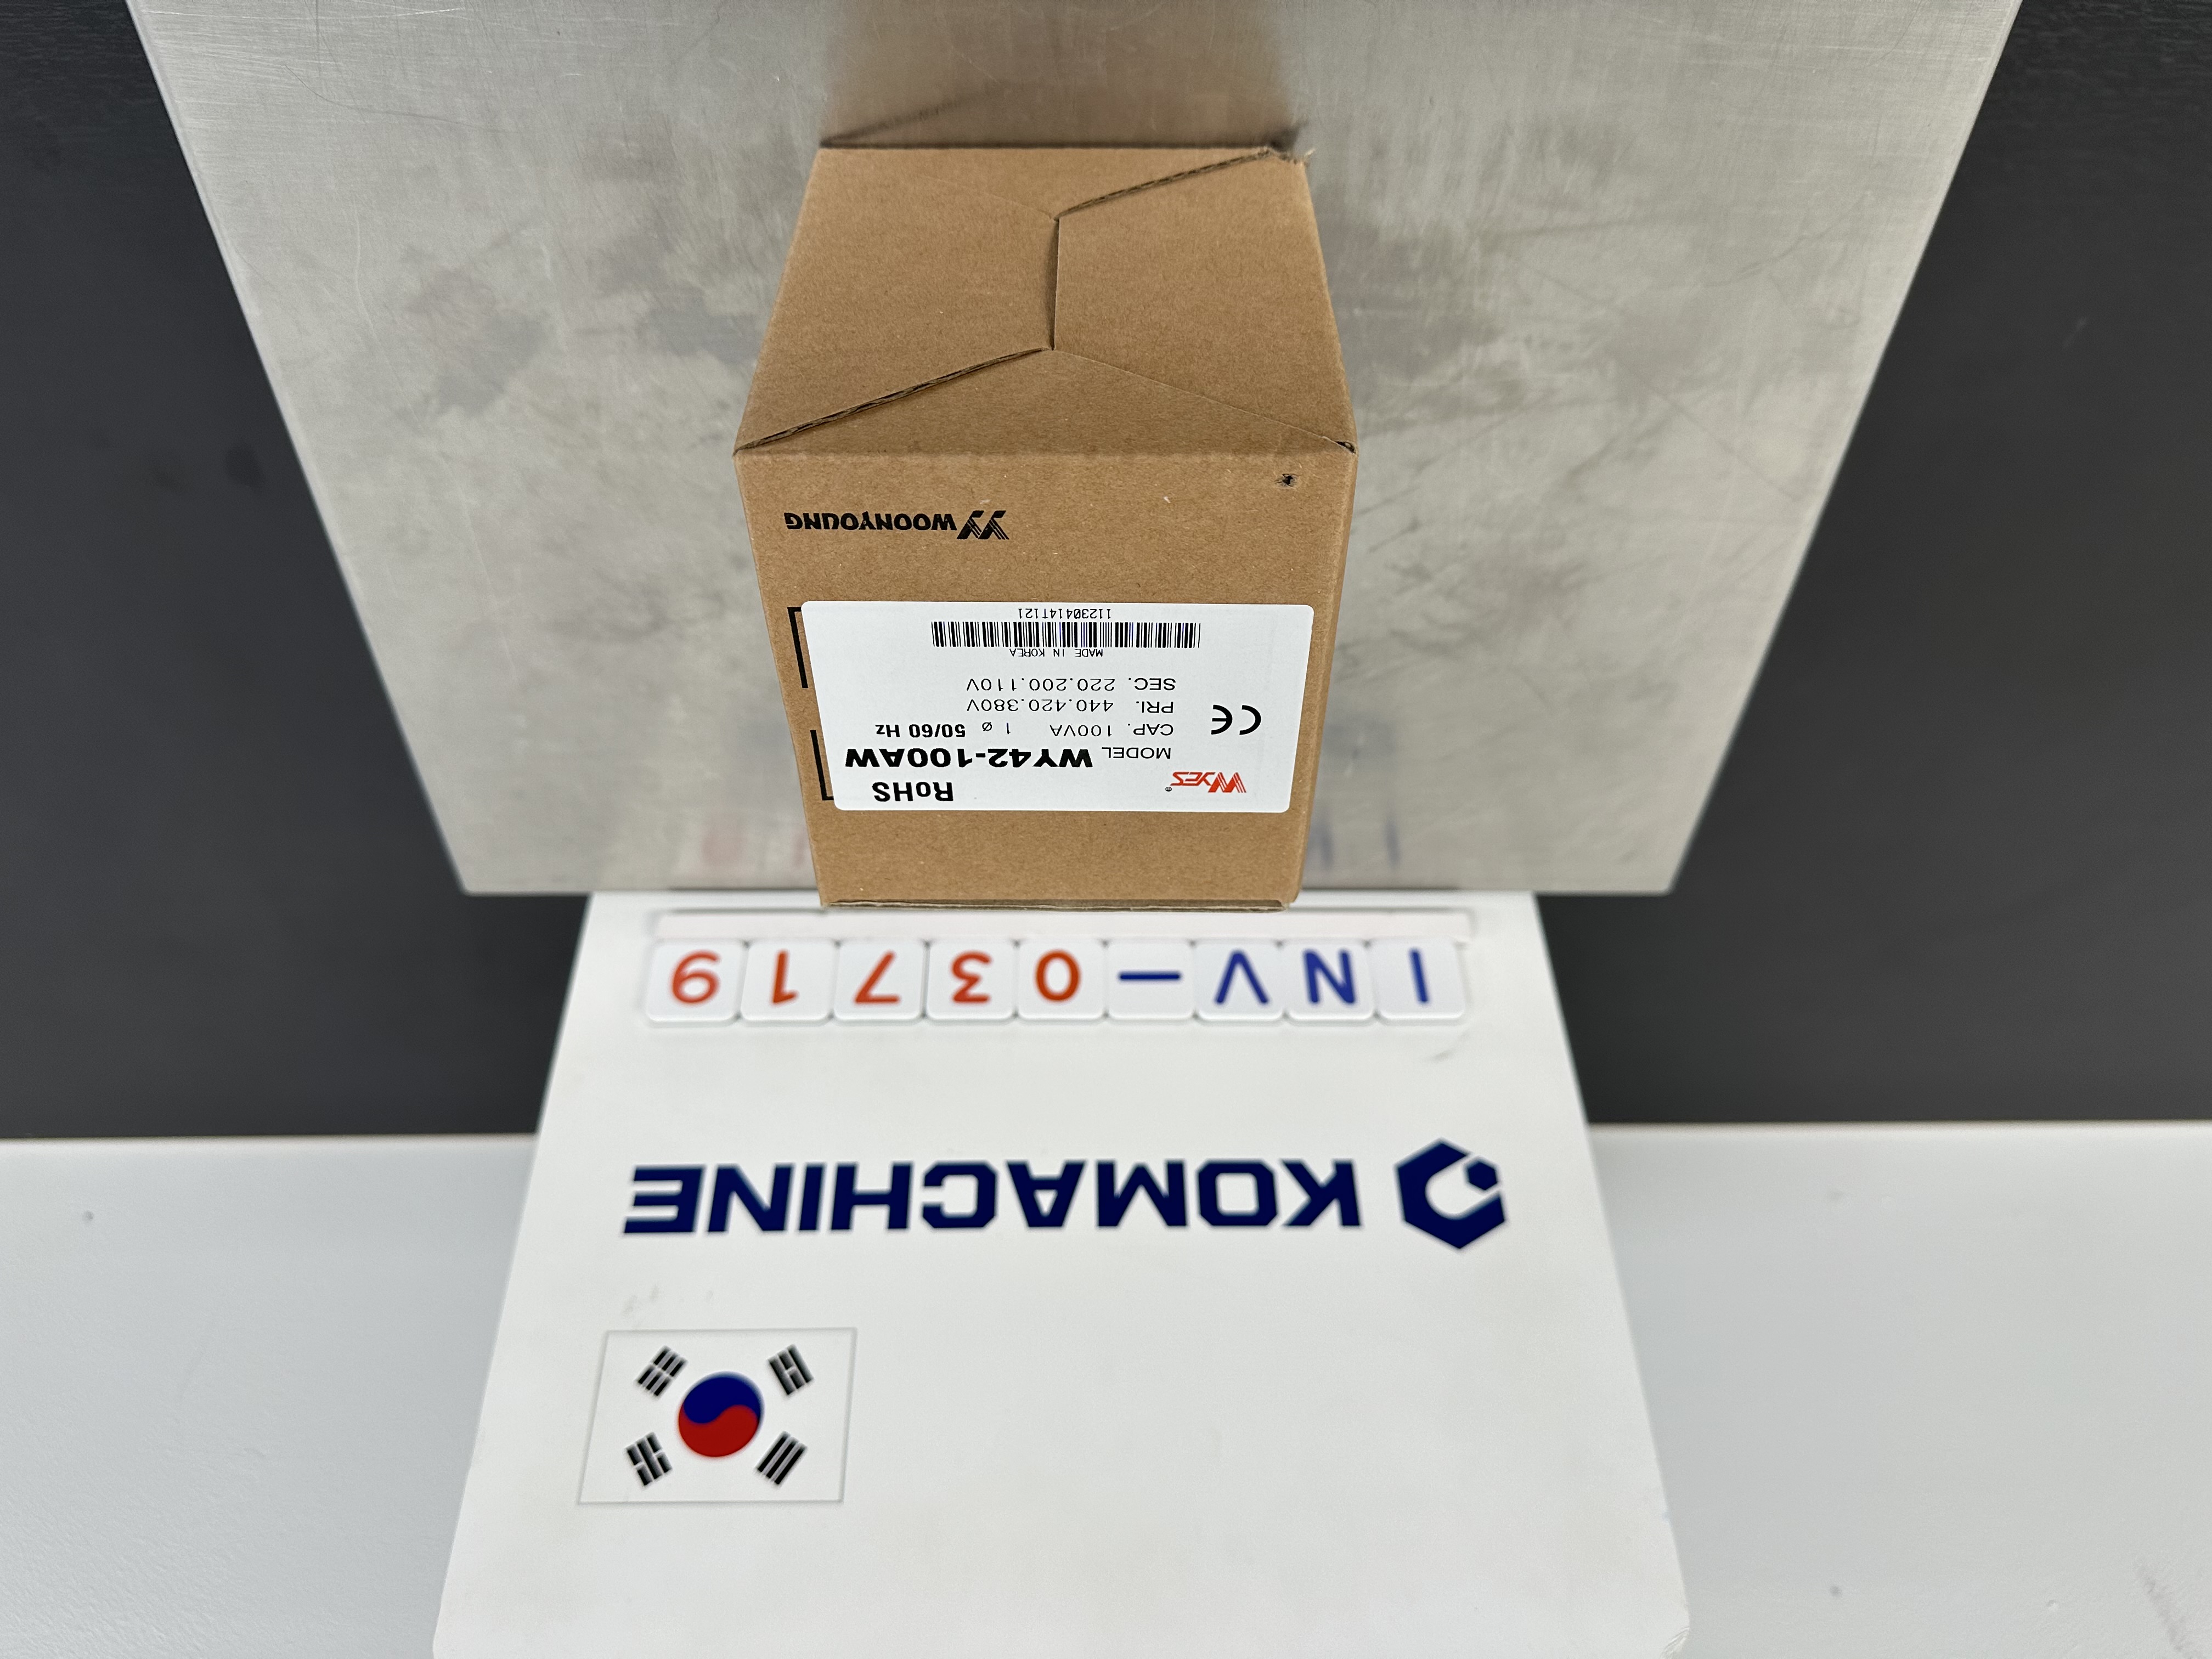 KOMACHINE
INV-03719
Wyes® RoHS
MODEL WY42-100AW
CAP. 100VA 1 ø 50/60 Hz
PRI. 440.420.380V
SEC. 220.200.110V
CE
MADE IN KOREA
11230414T121
WOONYOUNG